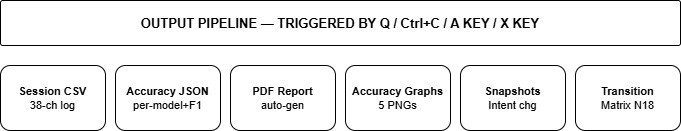 OUTPUT PIPELINE — TRIGGERED BY Q / Ctrl+C / A KEY / X KEY
Session CSV
38-ch log
Accuracy JSON
per-model+F1
PDF Report
auto-gen
Accuracy Graphs
5 PNGs
Snapshots
Intent chg
Transition
Matrix N18